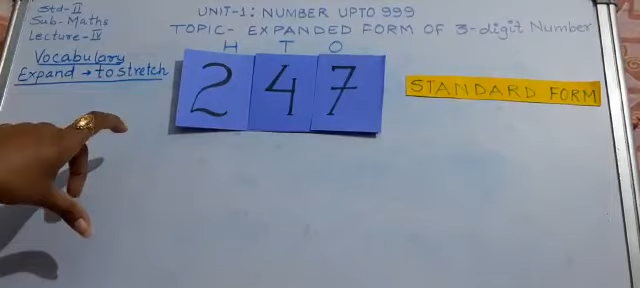 Std-II
Sub-Maths
Lecture-IV
UNIT-1: NUMBER UPTO 999
TOPIC- EXPANDED FORM OF 3-digit Number
Vocabulary
Expand → to stretch
H T O
2 4 7
STANDARD FORM